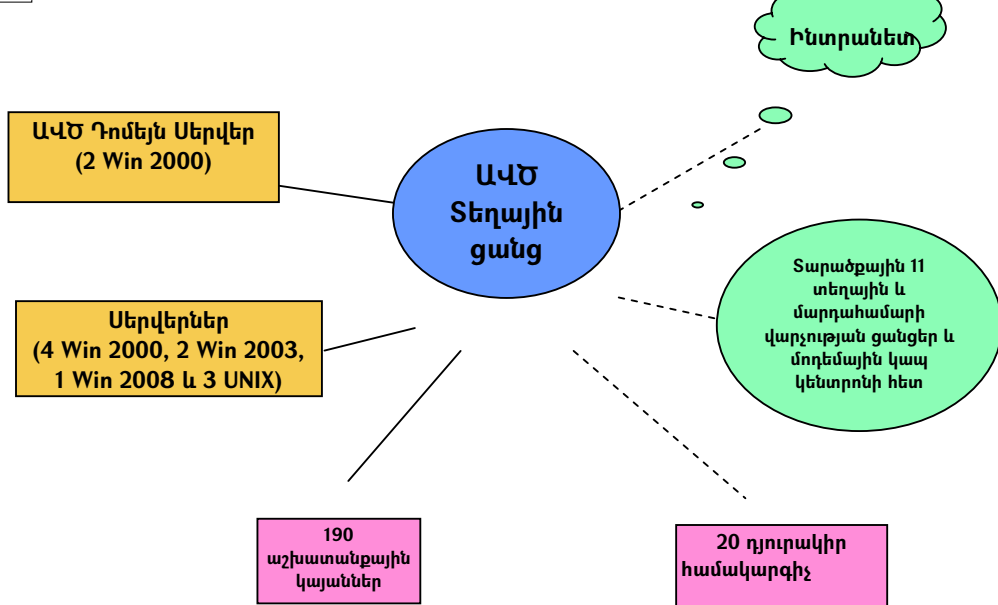 Ինտրանետ
ԱՎԾ Դոմեյն Սերվեր
(2 Win 2000)
ԱՎԾ
Տեղային
ցանց
Տարածքային 11
տեղային և
մարդահամարի
վարչության ցանցեր և
մոդեմային կապ
կենտրոնի հետ
Սերվերներ
(4 Win 2000, 2 Win 2003,
1 Win 2008 և 3 UNIX)
190
աշխատանքային
կայաններ
20 դյուրակիր
համակարգիչ